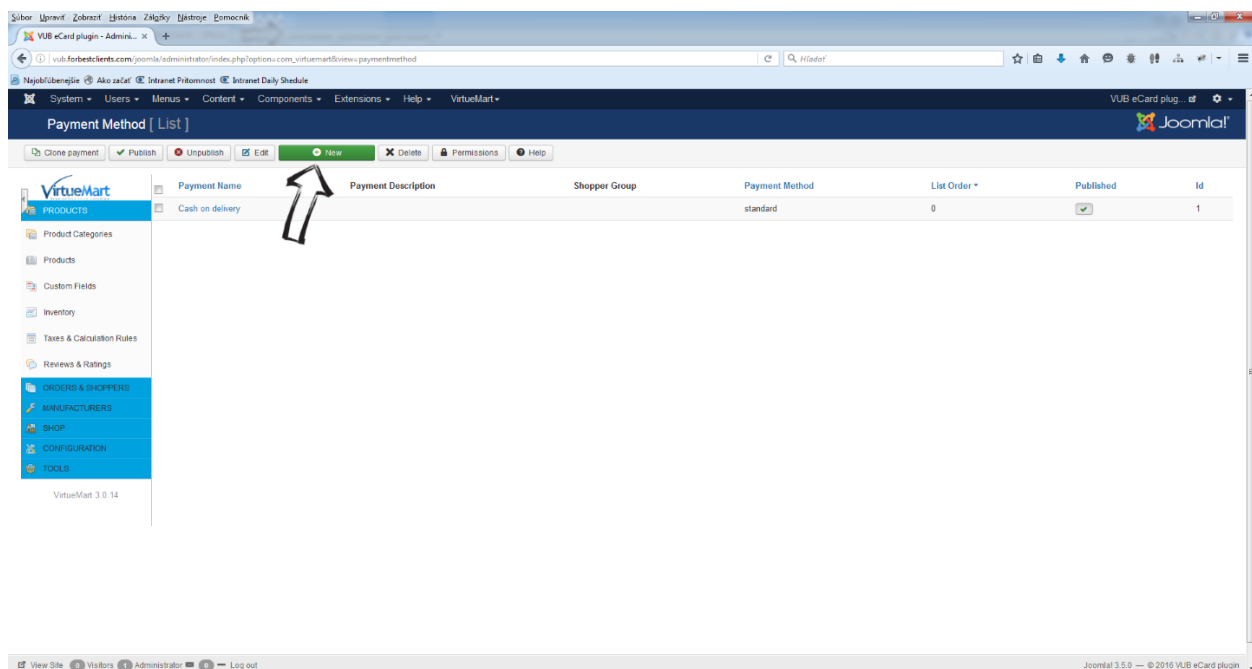 Súbor Upraviť Zobraziť História Záložky Nástroje Pomocník
VUB eCard plugin - Admini... × +
vub.forbestclients.com/joomla/administrator/index.php?option=com_virtuemart&view=paymentmethod Hľadať
Najobľúbenejšie Ako začať Intranet Pritomnost Intranet Daily Shedule
System Users Menus Content Components Extensions Help VirtueMart VUB eCard plug...
Payment Method [ List ] Joomla!
Clone payment Publish Unpublish Edit New Delete Permissions Help
VirtueMart Payment Name Payment Description Shopper Group Payment Method List Order Published Id
PRODUCTS Cash on delivery standard 0 1
Product Categories
Products
Custom Fields
Inventory
Taxes & Calculation Rules
Reviews & Ratings
ORDERS & SHOPPERS
MANUFACTURERS
SHOP
CONFIGURATION
TOOLS
VirtueMart 3.0.14
View Site 0 Visitors 1 Administrator 0 Log out Joomla! 3.5.0 — © 2016 VUB eCard plugin